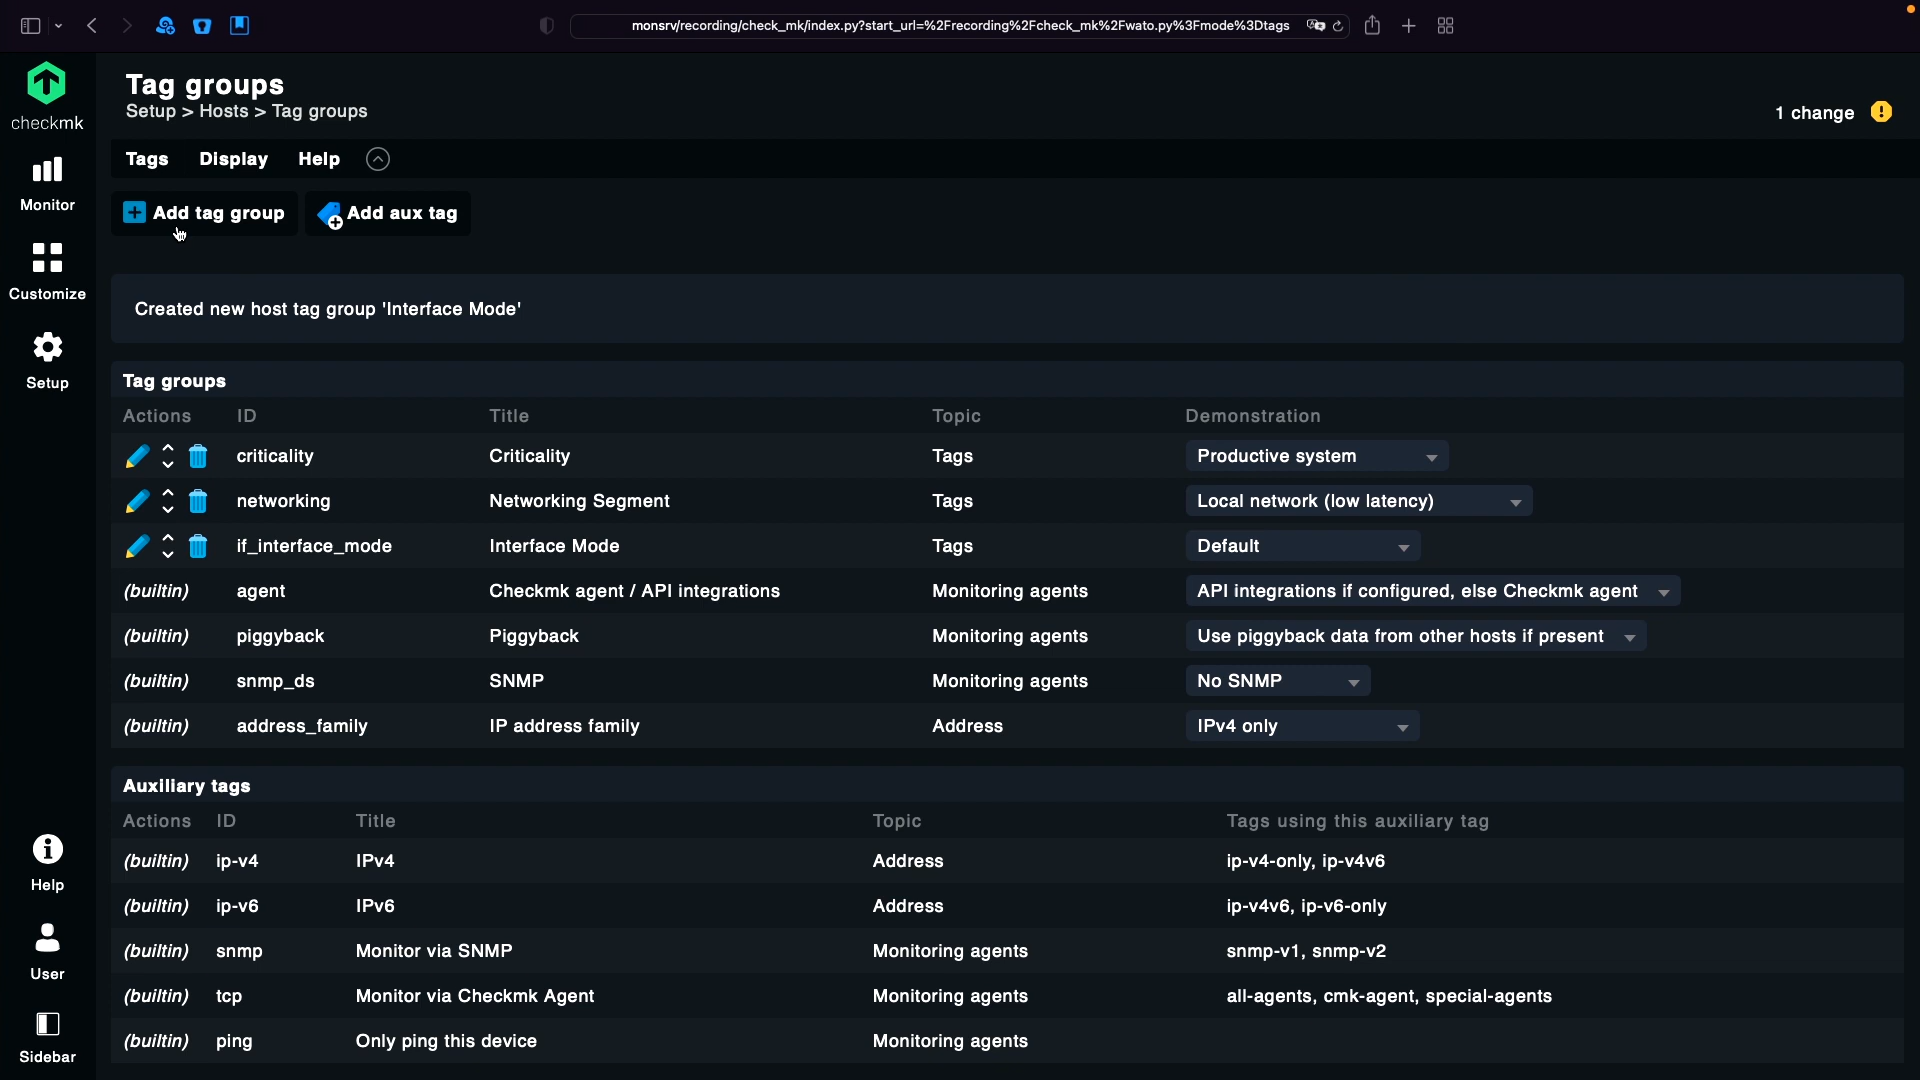 monsrv/recording/check_mk/index.py?start_url=%2Frecording%2Fcheck_mk%2Fwato.py%3Fmode%3Dtags
checkmk
Monitor
Customize
Setup
Help
User
Sidebar
Tag groups
Setup > Hosts > Tag groups
1 change
Tags Display Help
Add tag group Add aux tag
Created new host tag group 'Interface Mode'
Tag groups
Actions ID Title Topic Demonstration
criticality Criticality Tags Productive system
networking Networking Segment Tags Local network (low latency)
if_interface_mode Interface Mode Tags Default
(builtin) agent Checkmk agent / API integrations Monitoring agents API integrations if configured, else Checkmk agent
(builtin) piggyback Piggyback Monitoring agents Use piggyback data from other hosts if present
(builtin) snmp_ds SNMP Monitoring agents No SNMP
(builtin) address_family IP address family Address IPv4 only
Auxiliary tags
Actions ID Title Topic Tags using this auxiliary tag
(builtin) ip-v4 IPv4 Address ip-v4-only, ip-v4v6
(builtin) ip-v6 IPv6 Address ip-v4v6, ip-v6-only
(builtin) snmp Monitor via SNMP Monitoring agents snmp-v1, snmp-v2
(builtin) tcp Monitor via Checkmk Agent Monitoring agents all-agents, cmk-agent, special-agents
(builtin) ping Only ping this device Monitoring agents